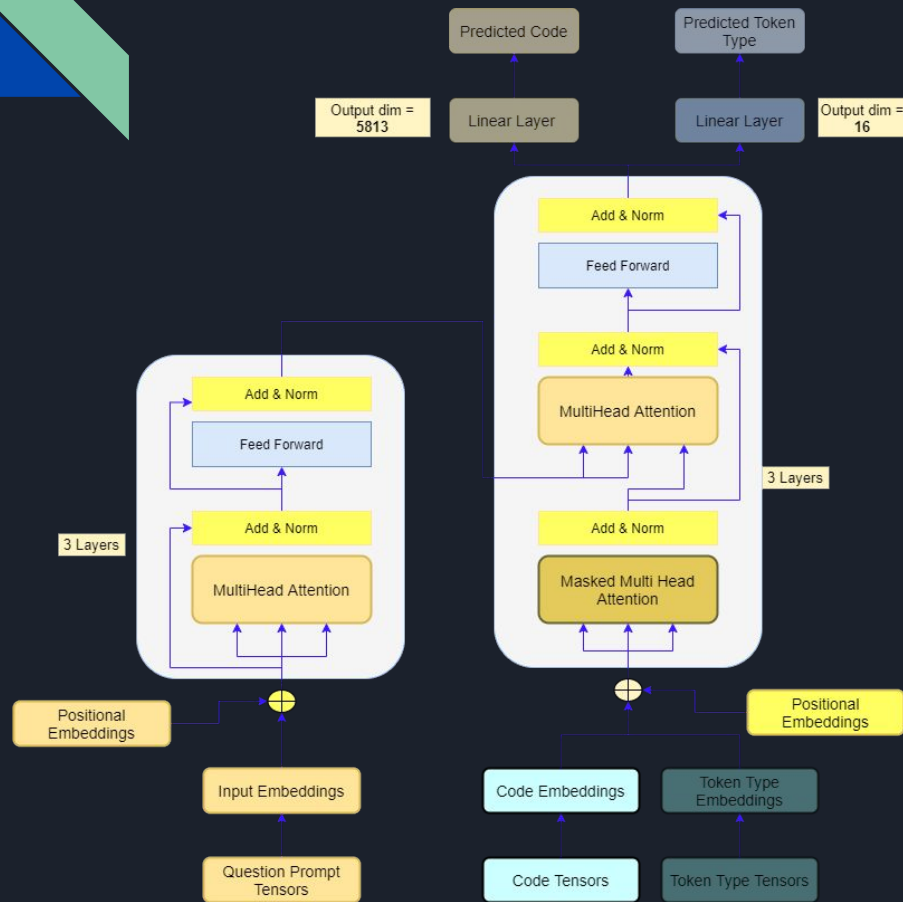 Predicted Code
Predicted Token
Type
Output dim =
5813
Linear Layer
Linear Layer
Output dim =
16
Add & Norm
Feed Forward
Add & Norm
MultiHead Attention
3 Layers
Add & Norm
Masked Multi Head
Attention
Add & Norm
Feed Forward
Add & Norm
3 Layers
MultiHead Attention
Positional
Embeddings
Positional
Embeddings
Input Embeddings
Code Embeddings
Token Type
Embeddings
Question Prompt
Tensors
Code Tensors
Token Type Tensors